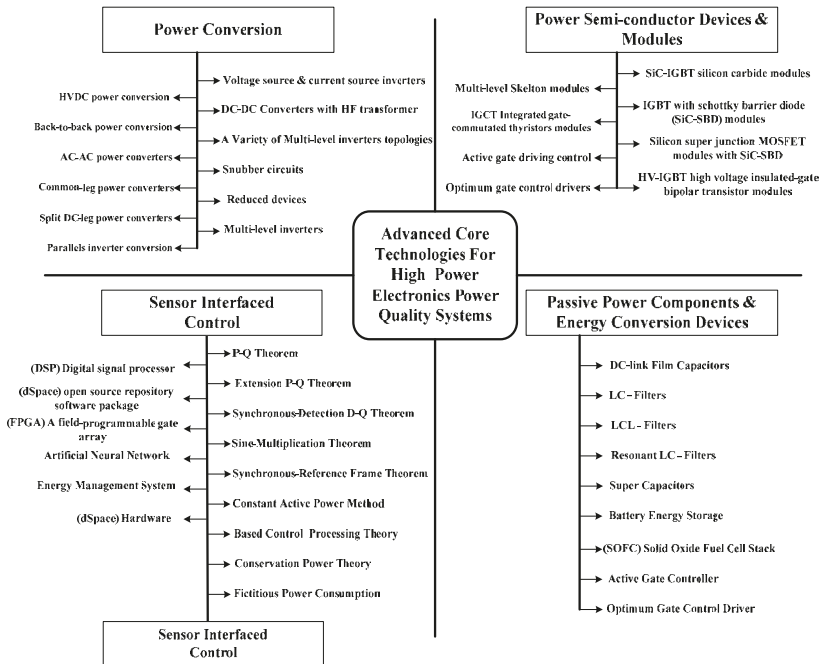 Power Conversion
Voltage source & current source inverters
HVDC power conversion
DC-DC Converters with HF transformer
Back-to-back power conversion
A Variety of Multi-level inverters topologies
AC-AC power converters
Snubber circuits
Common-leg power converters
Reduced devices
Split DC-leg power converters
Multi-level inverters
Parallels inverter conversion
Power Semi-conductor Devices &
Modules
SiC-IGBT silicon carbide modules
Multi-level Skelton modules
IGBT with schottky barrier diode
(SiC-SBD) modules
IGCT Integrated gate-
commutated thyristors modules
Silicon super junction MOSFET
modules with SiC-SBD
Active gate driving control
HV-IGBT high voltage insulated-gate
bipolar transistor modules
Optimum gate control drivers
Advanced Core
Technologies For
High Power
Electronics Power
Quality Systems
Sensor Interfaced
Control
P-Q Theorem
(DSP) Digital signal processor
Extension P-Q Theorem
(dSpace) open source repository
software package
Synchronous-Detection D-Q Theorem
(FPGA) A field-programmable gate
array
Sine-Multiplication Theorem
Artificial Neural Network
Synchronous-Reference Frame Theorem
Energy Management System
Constant Active Power Method
(dSpace) Hardware
Based Control Processing Theory
Conservation Power Theory
Fictitious Power Consumption
Sensor Interfaced
Control
Passive Power Components &
Energy Conversion Devices
DC-link Film Capacitors
LC-Filters
LCL-Filters
Resonant LC-Filters
Super Capacitors
Battery Energy Storage
(SOFC) Solid Oxide Fuel Cell Stack
Active Gate Controller
Optimum Gate Control Driver